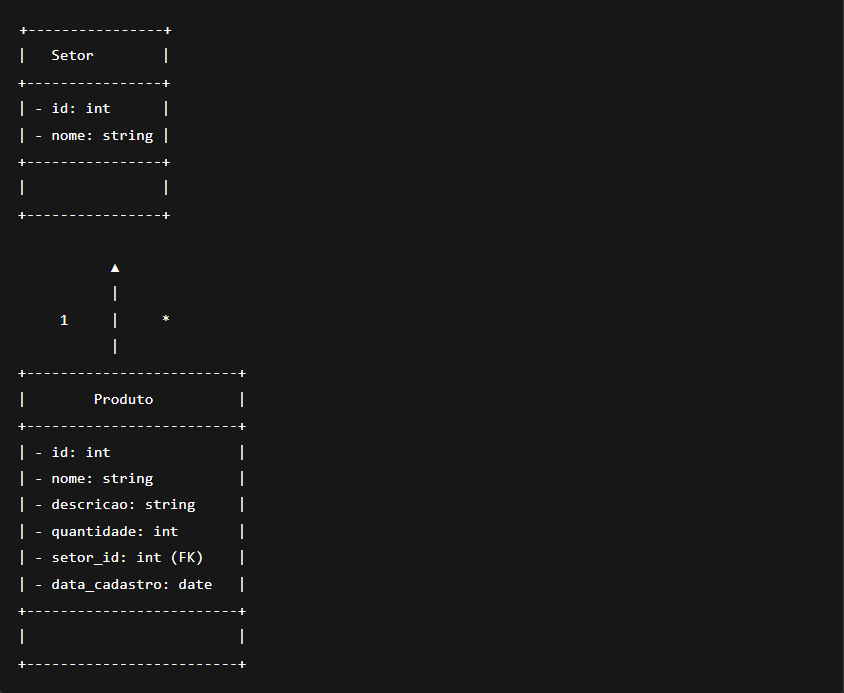 +----------------+
|   Setor        |
+----------------+
| - id: int      |
| - nome: string |
+----------------+
|                |
+----------------+
▲
|
1     |     *
|
+-------------------------+
|        Produto          |
+-------------------------+
| - id: int               |
| - nome: string          |
| - descricao: string     |
| - quantidade: int       |
| - setor_id: int (FK)    |
| - data_cadastro: date   |
+-------------------------+
|                         |
+-------------------------+